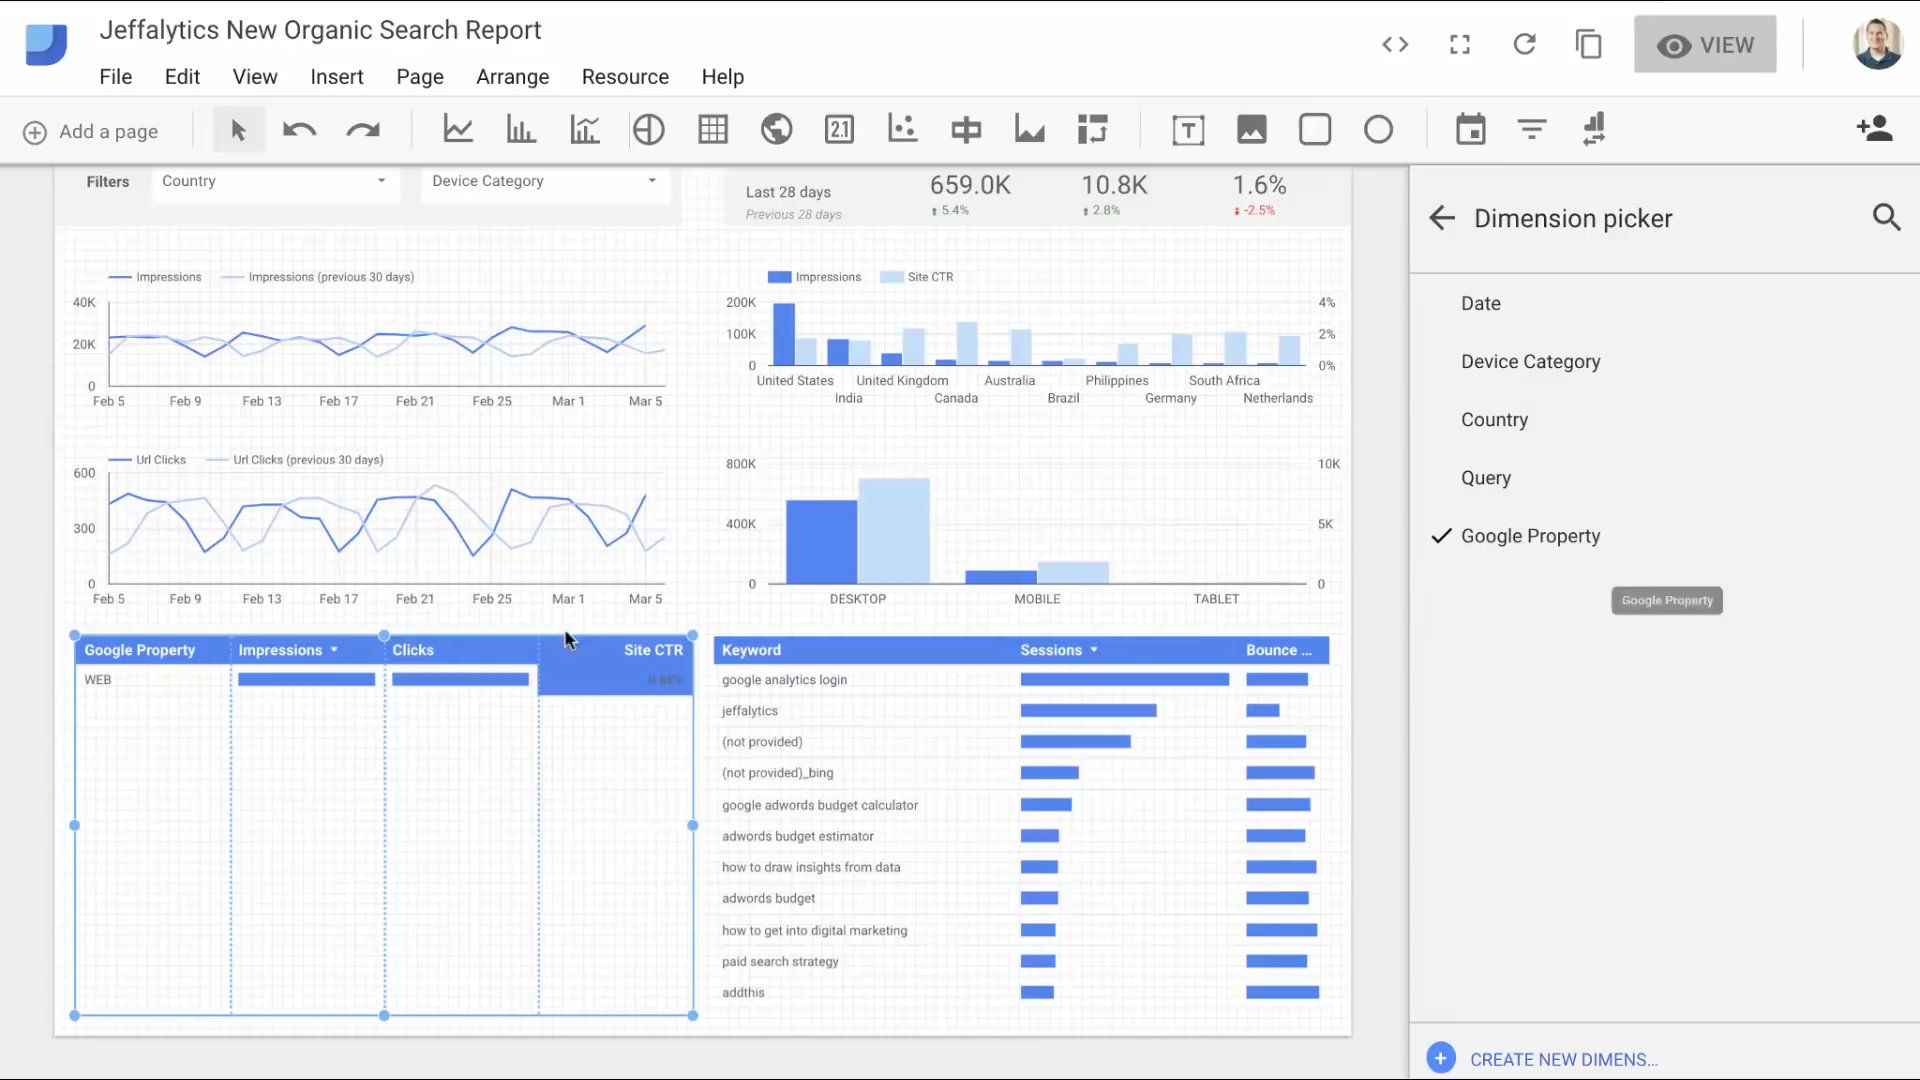 Jeffalytics New Organic Search Report
File Edit View Insert Page Arrange Resource Help
VIEW
Add a page
2.1
T
Filters Country Device Category
Last 28 days 659.0K 10.8K 1.6%
Previous 28 days 5.4% 2.8% -2.5%
Impressions Impressions (previous 30 days)
40K
20K
0
Feb 5 Feb 9 Feb 13 Feb 17 Feb 21 Feb 25 Mar 1 Mar 5
Impressions Site CTR
200K 4%
100K 2%
0 0%
United States United Kingdom Australia Philippines South Africa
India Canada Brazil Germany Netherlands
Url Clicks Url Clicks (previous 30 days)
600
300
0
Feb 5 Feb 9 Feb 13 Feb 17 Feb 21 Feb 25 Mar 1 Mar 5
800K 10K
400K 5K
0 0
DESKTOP MOBILE TABLET
Google Property Impressions Clicks Site CTR
WEB
Keyword Sessions Bounce ...
google analytics login
jeffalytics
(not provided)
(not provided)_bing
google adwords budget calculator
adwords budget estimator
how to draw insights from data
adwords budget
how to get into digital marketing
paid search strategy
addthis
Dimension picker
Date
Device Category
Country
Query
Google Property
Google Property
CREATE NEW DIMENS...